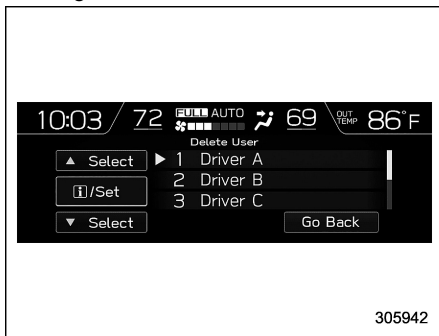 10:03 72 FULL AUTO 69 OUT TEMP 86°F
Delete User
▲ Select ▶ 1 Driver A
i/Set 2 Driver B
3 Driver C
▼ Select Go Back
305942